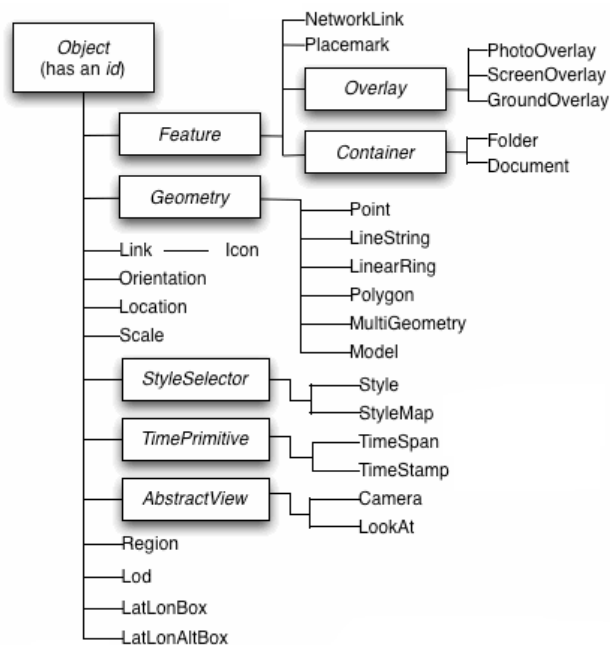 Object
(has an id)
NetworkLink
Placemark
Overlay
PhotoOverlay
ScreenOverlay
GroundOverlay
Feature
Container
Folder
Document
Geometry
Point
LineString
LinearRing
Polygon
MultiGeometry
Model
Link
Icon
Orientation
Location
Scale
StyleSelector
Style
StyleMap
TimePrimitive
TimeSpan
TimeStamp
AbstractView
Camera
LookAt
Region
Lod
LatLonBox
LatLonAltBox